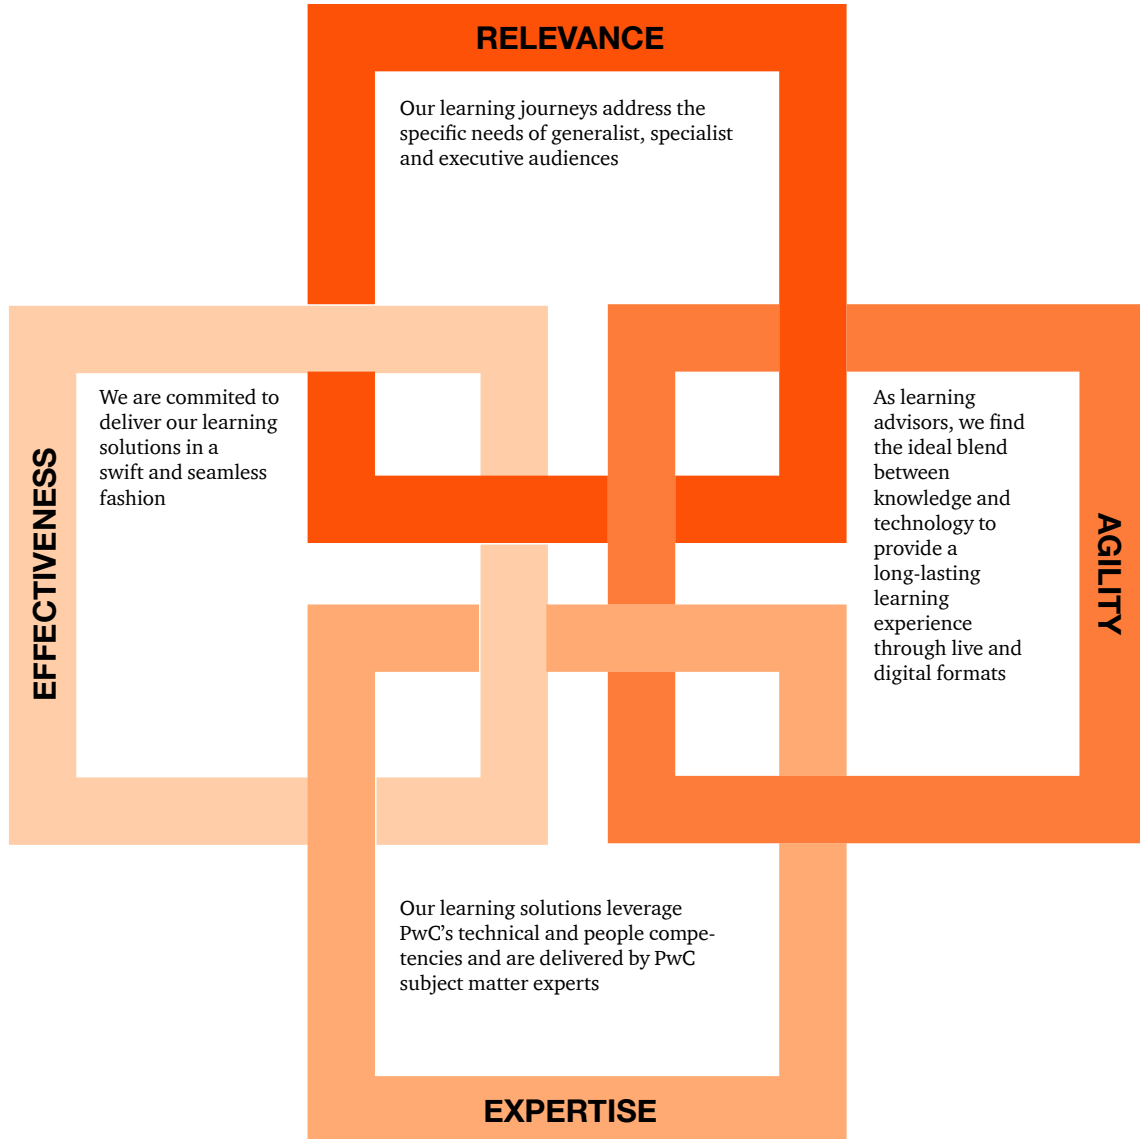 RELEVANCE
Our learning journeys address the
specific needs of generalist, specialist
and executive audiences
EFFECTIVENESS
We are commited to
deliver our learning
solutions in a
swift and seamless
fashion
As learning
advisors, we find
the ideal blend
between
knowledge and
technology to
provide a
long-lasting
learning
experience
through live and
digital formats
AGILITY
Our learning solutions leverage
PwC’s technical and people compe-
tencies and are delivered by PwC
subject matter experts
EXPERTISE